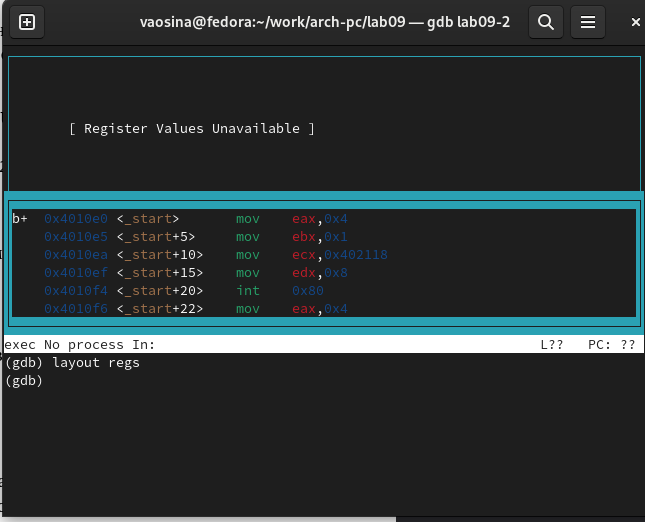 vaosina@fedora:~/work/arch-pc/lab09 — gdb lab09-2
[ Register Values Unavailable ]
b+ 0x4010e0 <_start> mov eax,0x4
0x4010e5 <_start+5> mov ebx,0x1
0x4010ea <_start+10> mov ecx,0x402118
0x4010ef <_start+15> mov edx,0x8
0x4010f4 <_start+20> int 0x80
0x4010f6 <_start+22> mov eax,0x4
exec No process In: L?? PC: ??
(gdb) layout regs
(gdb)